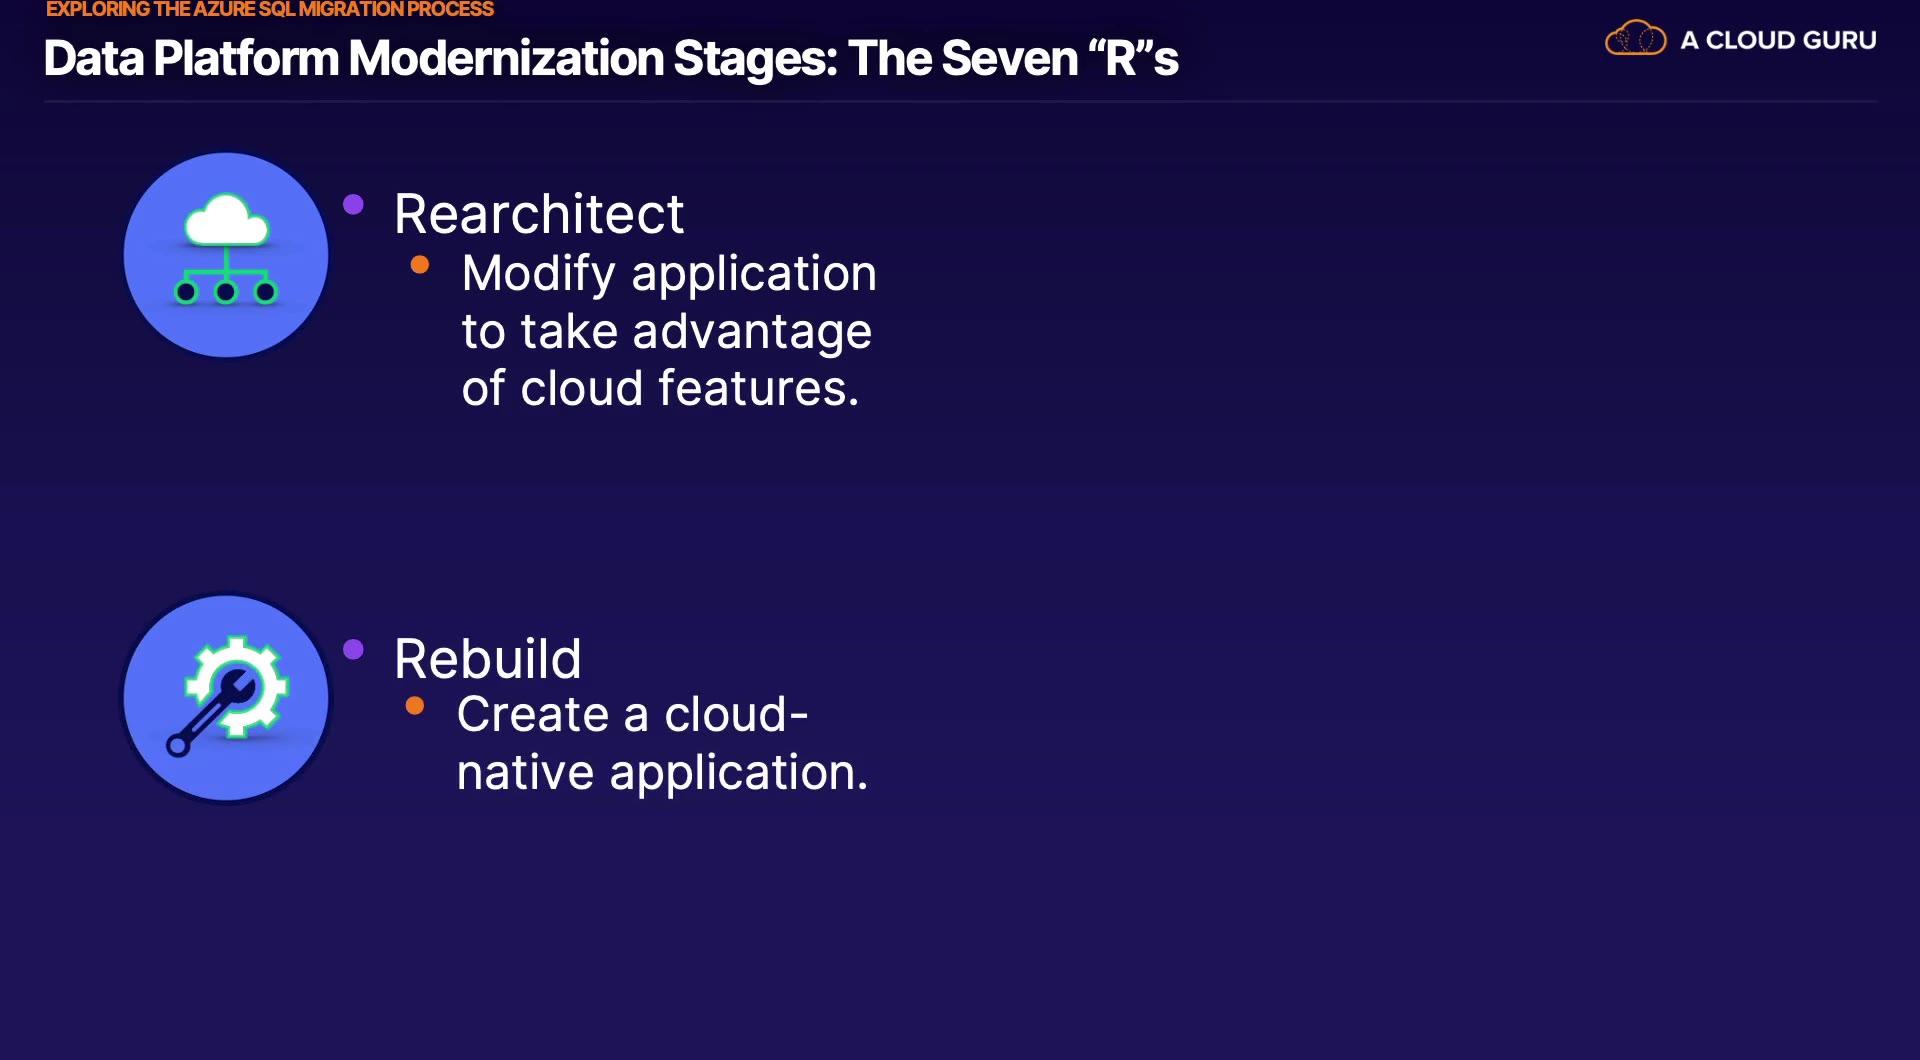 EXPLORING THE AZURE SQL MIGRATION PROCESS
Data Platform Modernization Stages: The Seven “R”s
A CLOUD GURU
Rearchitect
Modify application
to take advantage
of cloud features.
Rebuild
Create a cloud-
native application.